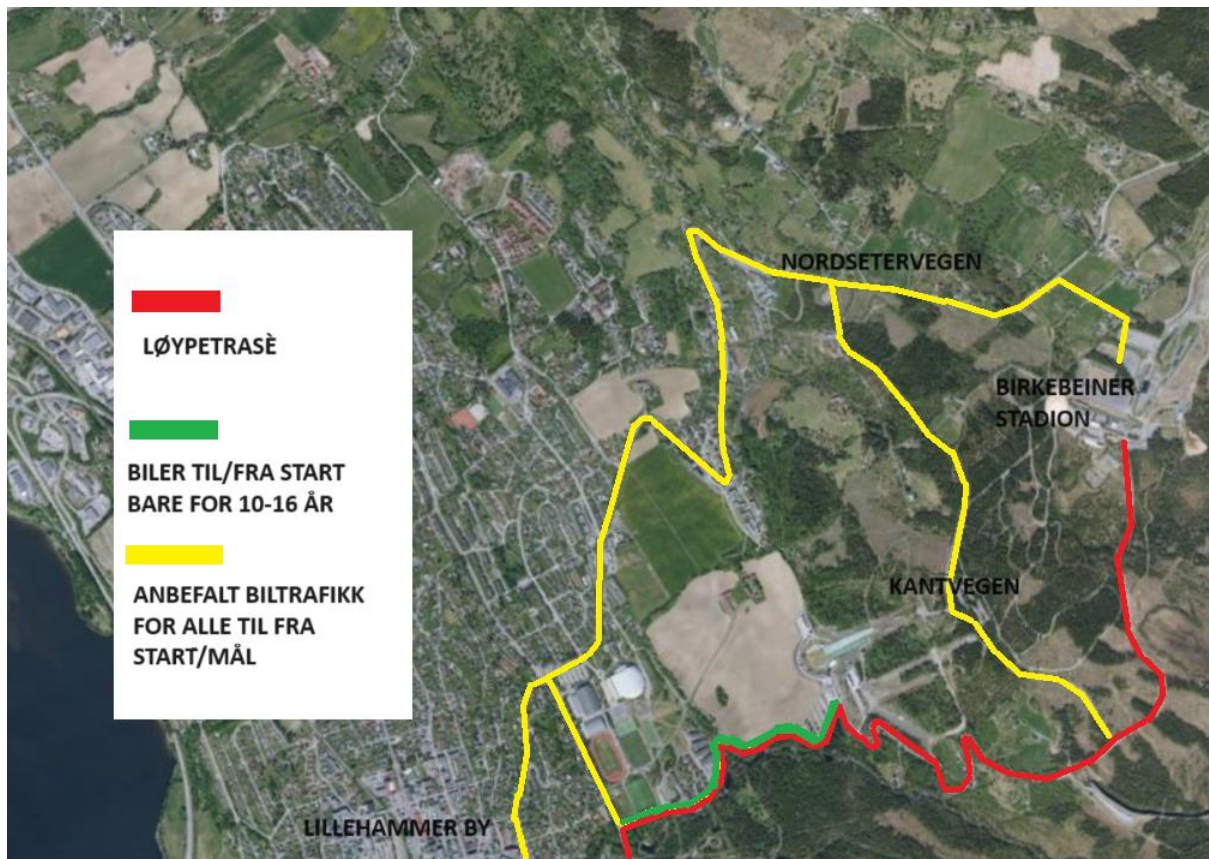 LØYPETRASÈ
BILER TIL/FRA START
BARE FOR 10-16 ÅR
ANBEFALT BILTRAFIKK
FOR ALLE TIL FRA
START/MÅL
NORDSETERVEGEN
BIRKEBEINER
STADION
KANTVEGEN
LILLEHAMMER BY